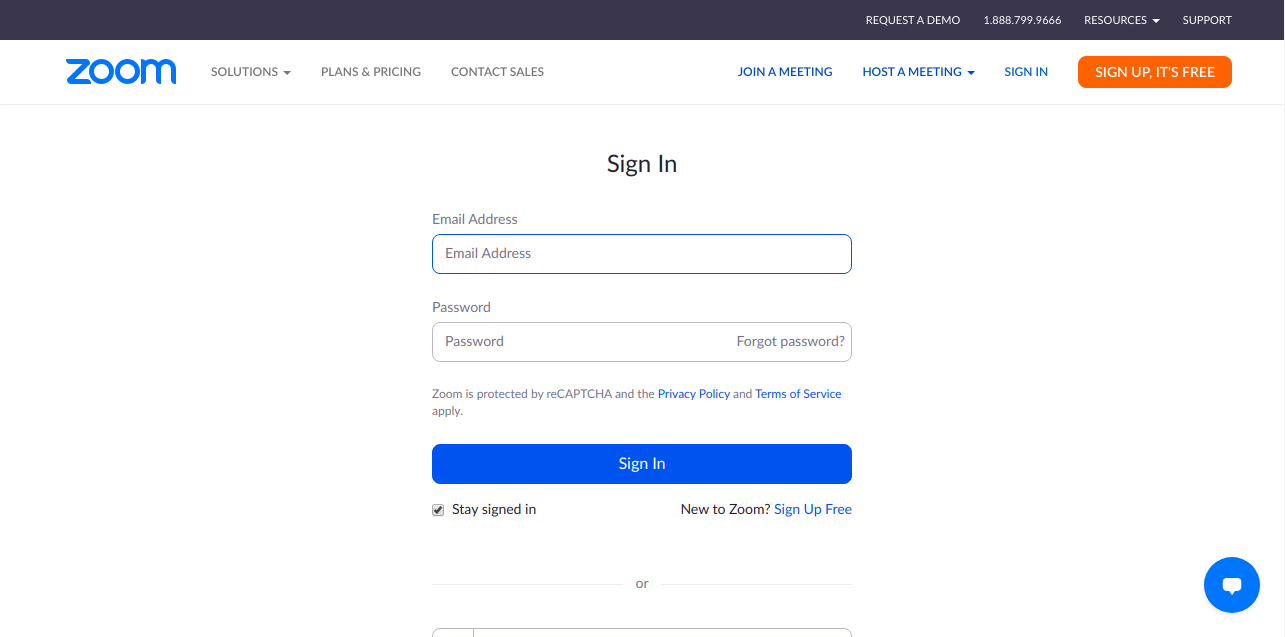 REQUEST A DEMO 1.888.799.9666 RESOURCES SUPPORT
zoom SOLUTIONS PLANS & PRICING CONTACT SALES JOIN A MEETING HOST A MEETING SIGN IN SIGN UP, IT'S FREE
Sign In
Email Address
Email Address
Password
Password Forgot password?
Zoom is protected by reCAPTCHA and the Privacy Policy and Terms of Service
apply.
Sign In
Stay signed in New to Zoom? Sign Up Free
or